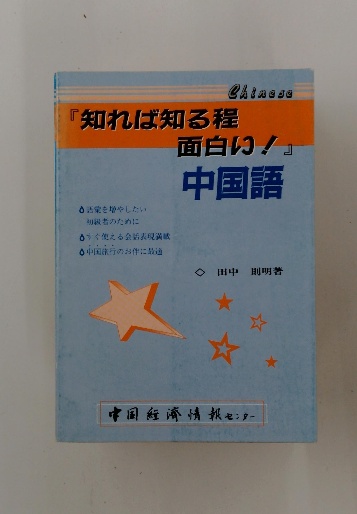 Chinese
『知れば知る程
面白い！』
中国語
語彙を増やしたい
初級者のために
すぐ使える会話表現満載
中国旅行のお伴に最適
◇ 田中 則明著
中国経済情報センター